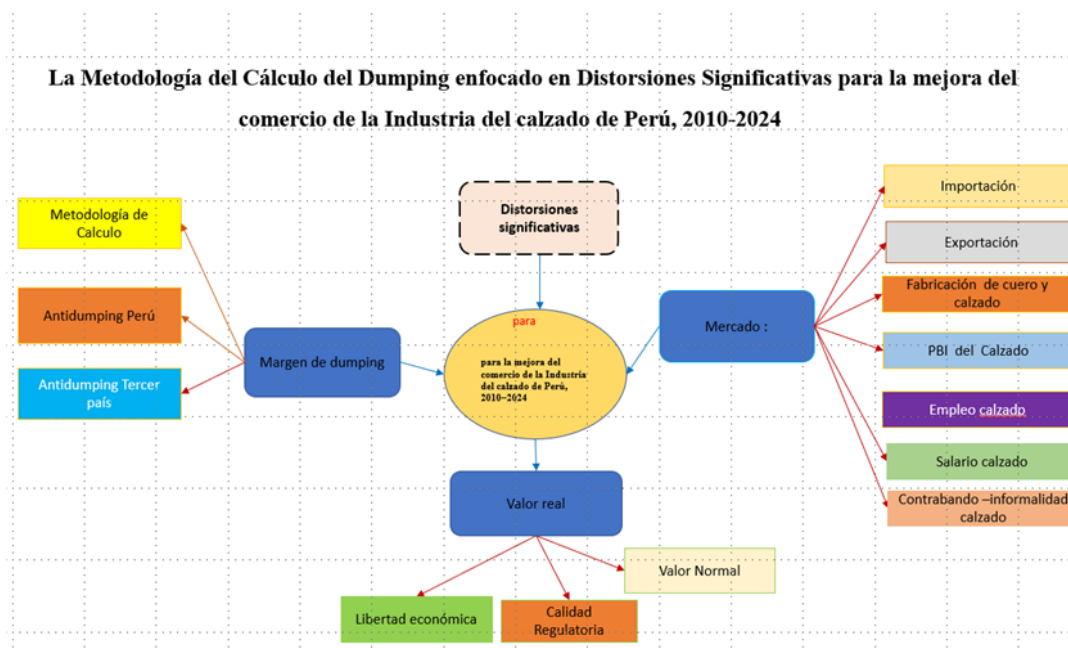 La Metodología del Cálculo del Dumping enfocado en Distorsiones Significativas para la mejora del
comercio de la Industria del calzado de Perú, 2010-2024
Distorsiones
significativas
Metodología de
Calculo
Antidumping Perú
Antidumping Tercer
país
Margen de dumping
para
para la mejora del
comercio de la Industria
del calzado de Perú,
2010–2024
Mercado :
Importación
Exportación
Fabricación de cuero y
calzado
PBI del Calzado
Empleo calzado
Salario calzado
Contrabando –informalidad
calzado
Valor real
Valor Normal
Libertad económica
Calidad
Regulatoria